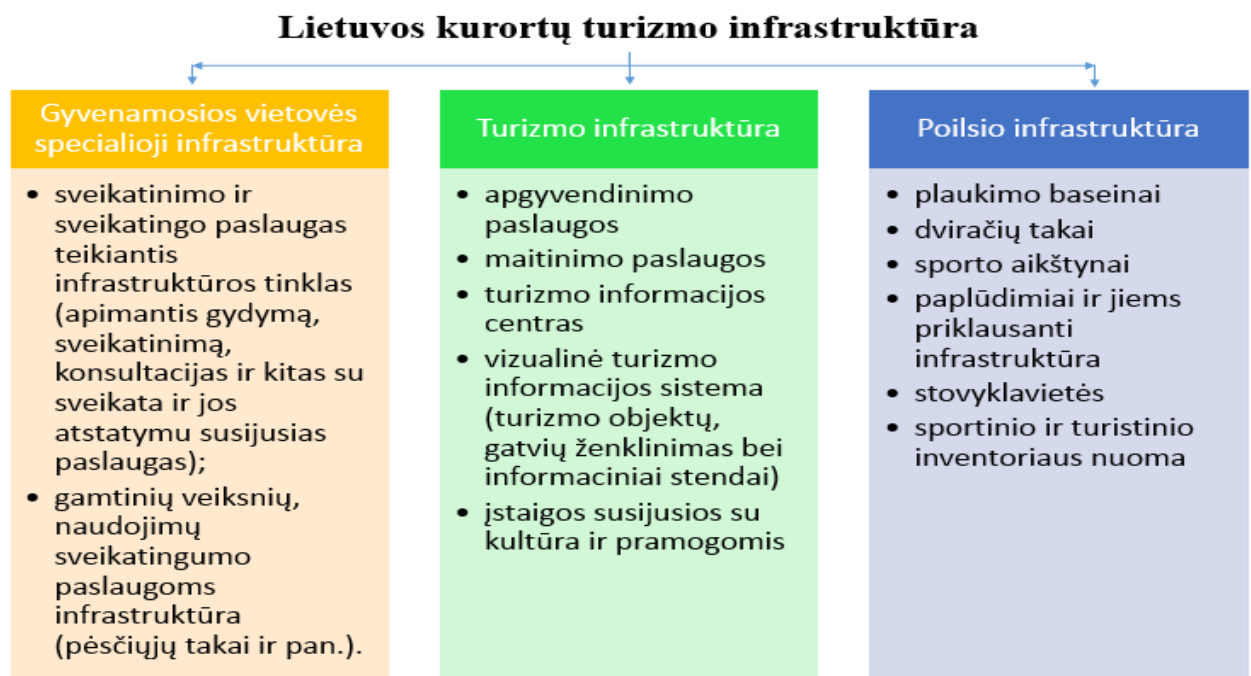 Lietuvos kurortų turizmo infrastruktūra
Gyvenamosios vietovės
specialioji infrastruktūra
• sveikatinimo ir
sveikatingo paslaugas
teikiantis
infrastruktūros tinklas
(apimantis gydymą,
sveikatinimą,
konsultacijas ir kitas su
sveikata ir jos
atstatymu susijusias
paslaugas);
• gamtinių veiksnių,
naudojimų
sveikatingumo
paslaugoms
infrastruktūra
(pėsčiųjų takai ir pan.).
Turizmo infrastruktūra
• apgyvendinimo
paslaugos
• maitinimo paslaugos
• turizmo informacijos
centras
• vizualinė turizmo
informacijos sistema
(turizmo objektų,
gatvių ženklinimas bei
informaciniai stendai)
• įstaigos susijusios su
kultūra ir pramogomis
Poilsio infrastruktūra
• plaukimo baseinai
• dviračių takai
• sporto aikštynai
• paplūdimiai ir jiems
priklausanti
infrastruktūra
• stovyklavietės
• sportinio ir turistinio
inventoriaus nuoma